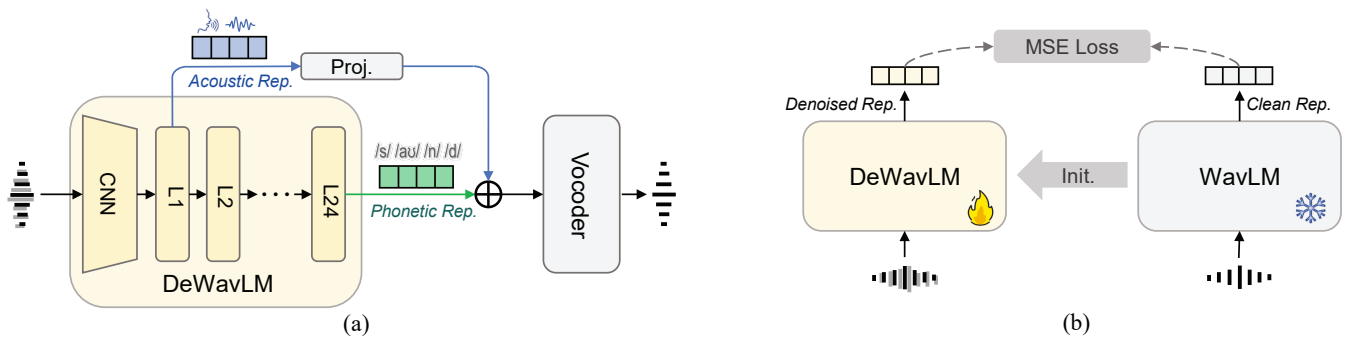 Acoustic Rep.
Proj.
CNN
L1
L2
L24
/s/ /aʊ/ /n/ /d/
Phonetic Rep.
Vocoder
DeWavLM
(a)
MSE Loss
Denoised Rep.
Clean Rep.
DeWavLM
Init.
WavLM
(b)